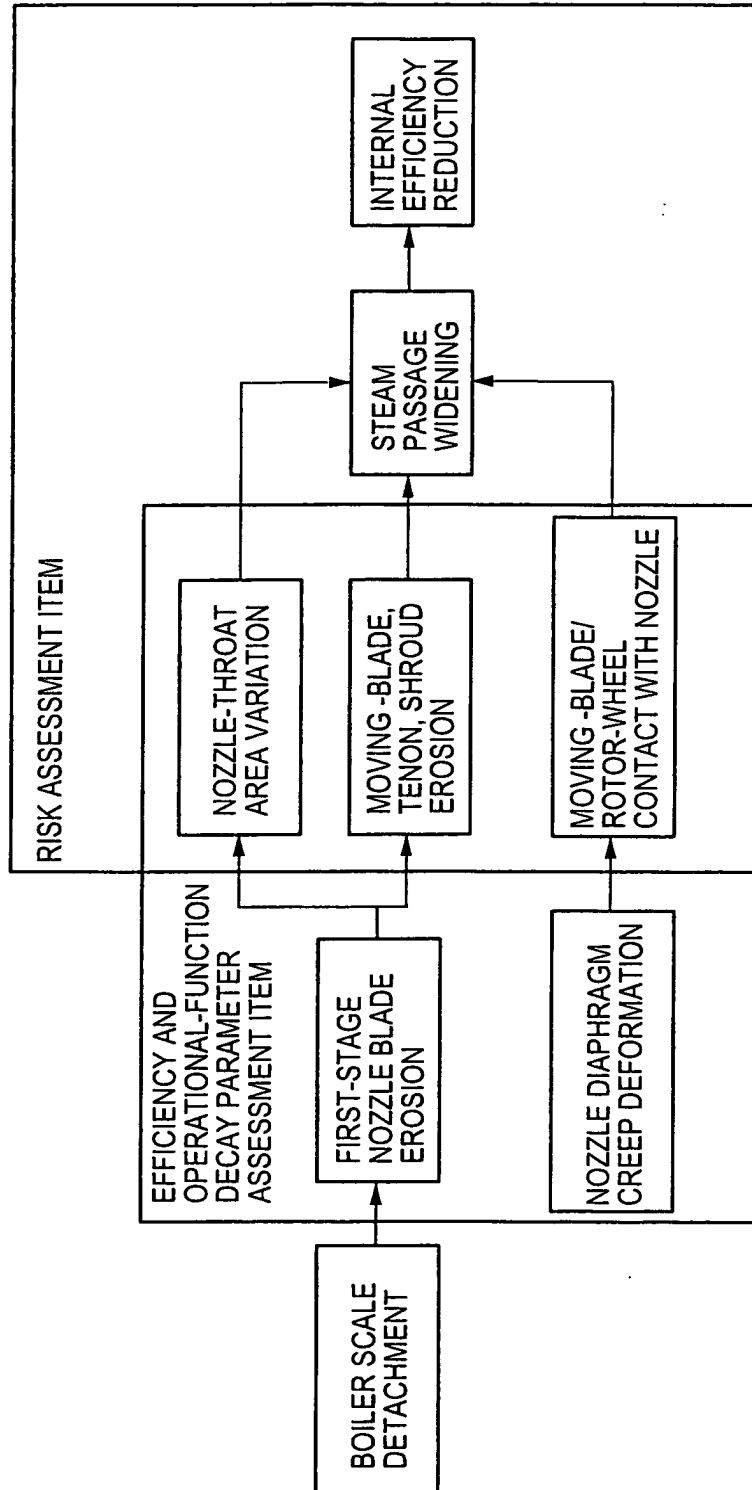 RISK ASSESSMENT ITEM
EFFICIENCY AND
OPERATIONAL-FUNCTION
DECAY PARAMETER
ASSESSMENT ITEM
BOILER SCALE
DETACHMENT
FIRST-STAGE
NOZZLE BLADE
EROSION
NOZZLE-THROAT
AREA VARIATION
MOVING -BLADE,
TENON, SHROUD
EROSION
NOZZLE DIAPHRAGM
CREEP DEFORMATION
MOVING -BLADE/
ROTOR-WHEEL
CONTACT WITH NOZZLE
STEAM
PASSAGE
WIDENING
INTERNAL
EFFICIENCY
REDUCTION